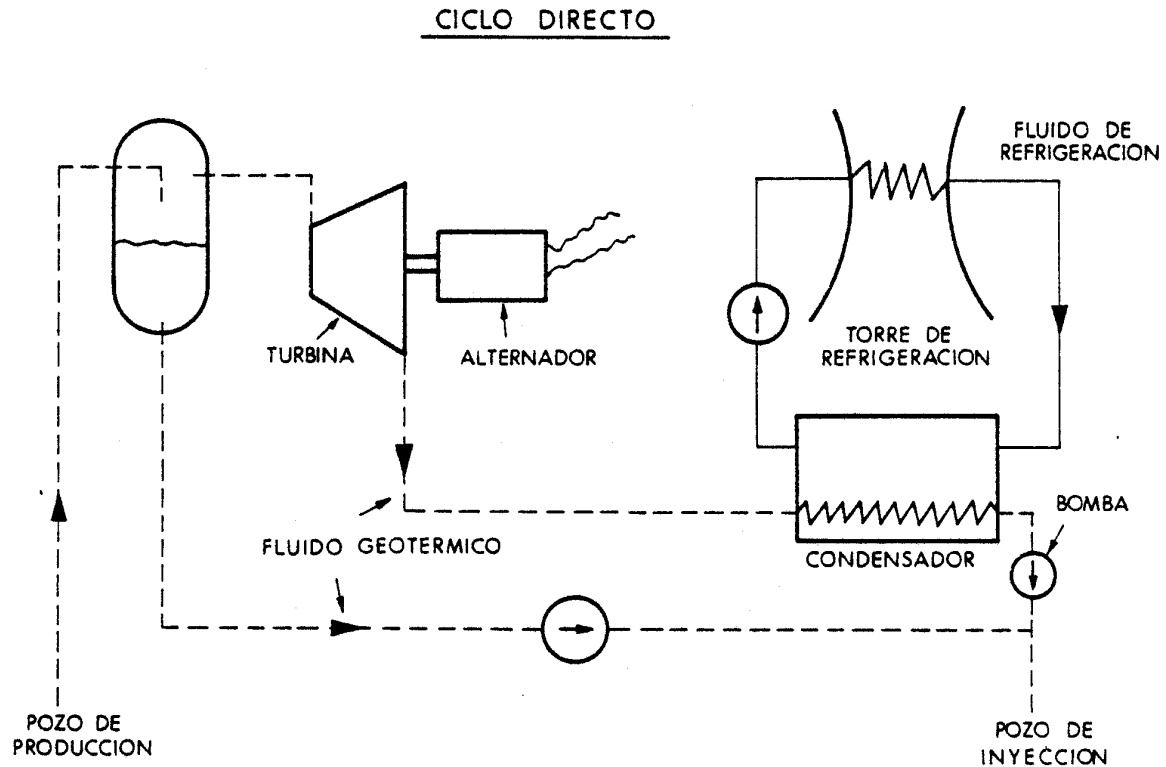 CICLO DIRECTO
FLUIDO DE
REFRIGERACION
TURBINA
ALTERNADOR
TORRE DE
REFRIGERACION
BOMBA
FLUIDO GEOTERMICO
CONDENSADOR
POZO DE
PRODUCCION
POZO DE
INYECCION